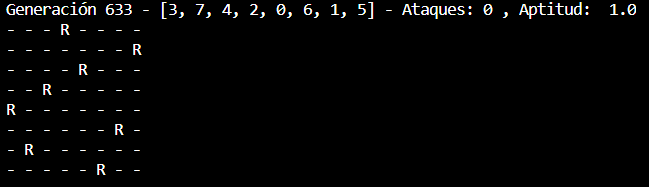 Generación 633 - [3, 7, 4, 2, 0, 6, 1, 5] - Ataques: 0 , Aptitud:  1.0
- - - R - - - -
- - - - - - - R
- - - - R - - -
- - R - - - - -
R - - - - - - -
- - - - - - R -
- R - - - - - -
- - - - - R - -